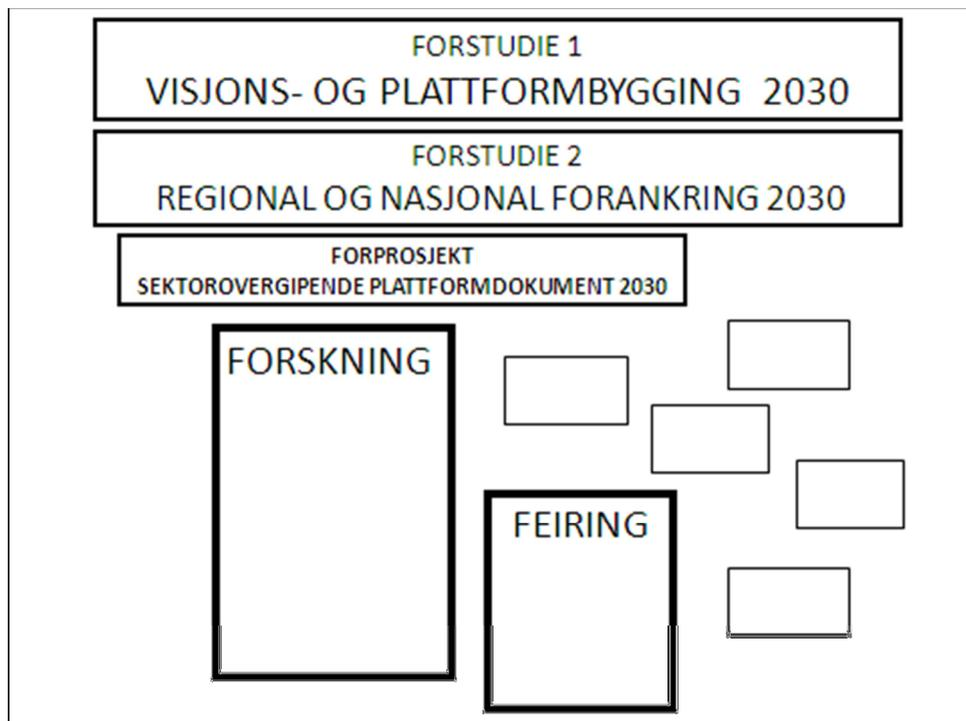 FORSTUDIE 1
VISJONS- OG PLATTFORMBYGGING 2030
FORSTUDIE 2
REGIONAL OG NASJONAL FORANKRING 2030
FORPROSJEKT
SEKTOROVERGIPENDE PLATTFORMDOKUMENT 2030
FORSKNING
FEIRING